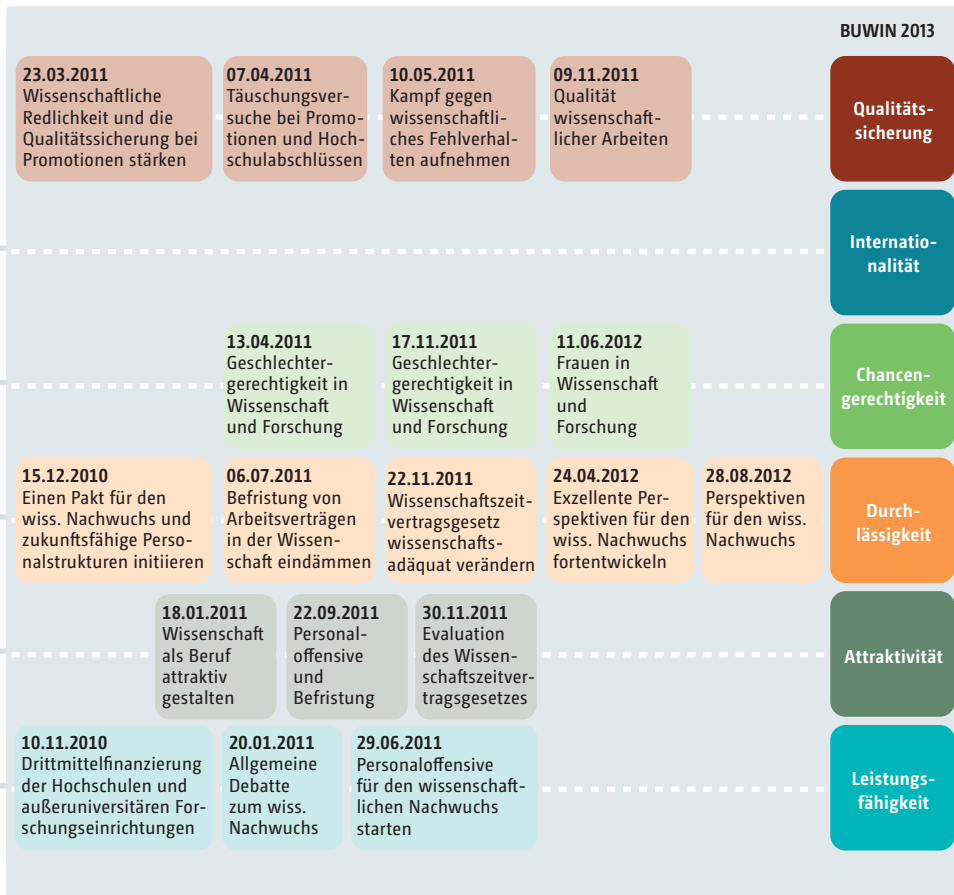 BUWIN 2013
23.03.2011
Wissenschaftliche
Redlichkeit und die
Qualitätssicherung bei
Promotionen stärken
07.04.2011
Täuschungsver-
suche bei Promo-
tionen und Hoch-
schulabschlüssen
10.05.2011
Kampf gegen
wissenschaftli-
ches Fehlverhal-
ten aufnehmen
09.11.2011
Qualität
wissenschaft-
licher Arbeiten
Qualitäts-
sicherung
Internatio-
nalität
13.04.2011
Geschlechter-
gerechtigkeit in
Wissenschaft
und Forschung
17.11.2011
Geschlechter-
gerechtigkeit in
Wissenschaft
und Forschung
11.06.2012
Frauen in
Wissenschaft
und
Forschung
Chancen-
gerechtigkeit
15.12.2010
Einen Pakt für den
wiss. Nachwuchs und
zukunftsfähige Perso-
nalstrukturen initiieren
06.07.2011
Befristung von
Arbeitsverträgen
in der Wissen-
schaft eindämmen
22.11.2011
Wissenschaftszeit
vertragsgesetz
wissenschafts-
adäquat verändern
24.04.2012
Exzellente Per-
spektiven für den
wiss. Nachwuchs
fortentwickeln
28.08.2012
Perspektiven
für den wiss.
Nachwuchs
Durch-
lässigkeit
18.01.2011
Wissenschaft
als Beruf
attraktiv
gestalten
22.09.2011
Personal-
offensive
und
Befristung
30.11.2011
Evaluation
des Wissen-
schaftszeitver-
tragsgesetzes
Attraktivität
10.11.2010
Drittmittelfinanzierung
der Hochschulen und
außeruniversitären For-
schungseinrichtungen
20.01.2011
Allgemeine
Debatte
zum wiss.
Nachwuchs
29.06.2011
Personaloffensive
für den wissenschaft-
lichen Nachwuchs
starten
Leistungs-
fähigkeit